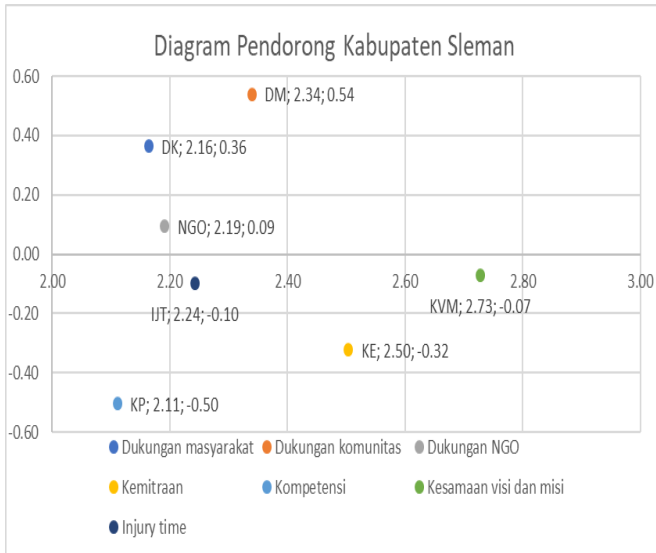 Diagram Pendorong Kabupaten Sleman
0.60
DM; 2.34; 0.54
0.40
DK; 2.16; 0.36
0.20
NGO; 2.19; 0.09
0.00
2.00 2.20 2.40 2.60 2.80 3.00
-0.20
IJT; 2.24; -0.10
KVM; 2.73; -0.07
KE; 2.50; -0.32
-0.40
KP; 2.11; -0.50
-0.60
Dukungan masyarakat Dukungan komunitas Dukungan NGO
Kemitraan Kompetensi Kesamaan visi dan misi
Injury time